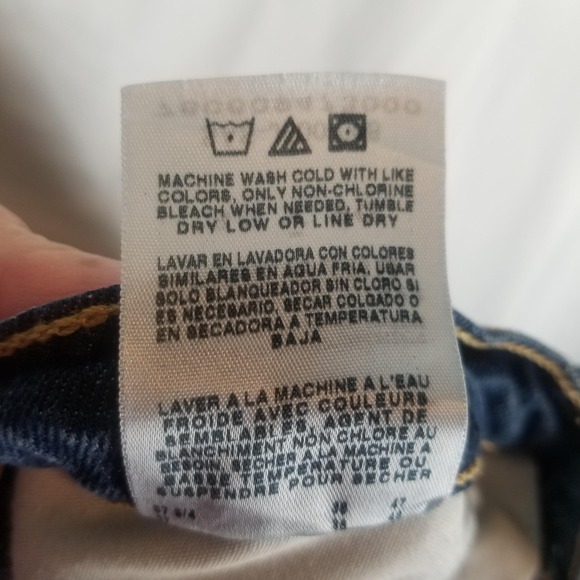 MACHINE WASH COLD WITH LIKE
COLORS, ONLY NON-CHLORINE
BLEACH WHEN NEEDED, TUMBLE
DRY LOW OR LINE DRY
LAVAR EN LAVADORA CON COLORES
SIMILARES EN AGUA FRIA, USAR
SOLO BLANQUEADOR SIN CLORO SI
ES NECESARIO, SECAR COLGADO O
EN SECADORA A TEMPERATURA
BAJA
LAVER A LA MACHINE A L'EAU
FROIDE AVEC COULEURS
SEMBLABLES, AGENT DE
BLANCHIMENT NON CHLORE AU
BESOIN, SECHER A LA MACHINE A
BASSE TEMPERATURE OU
SUSPENDRE POUR SECHER